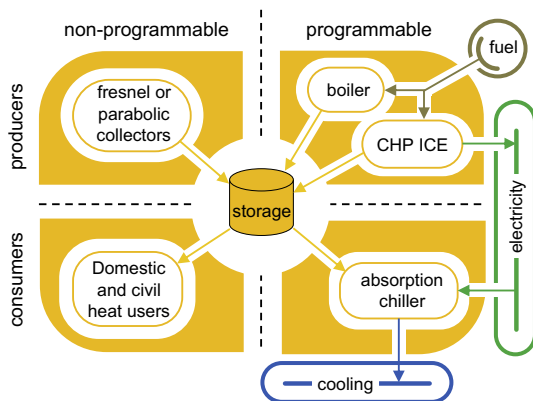 non-programmable
programmable
fuel
producers
fresnel or
parabolic
collectors
boiler
CHP ICE
storage
electricity
consumers
Domestic
and civil
heat users
absorption
chiller
cooling